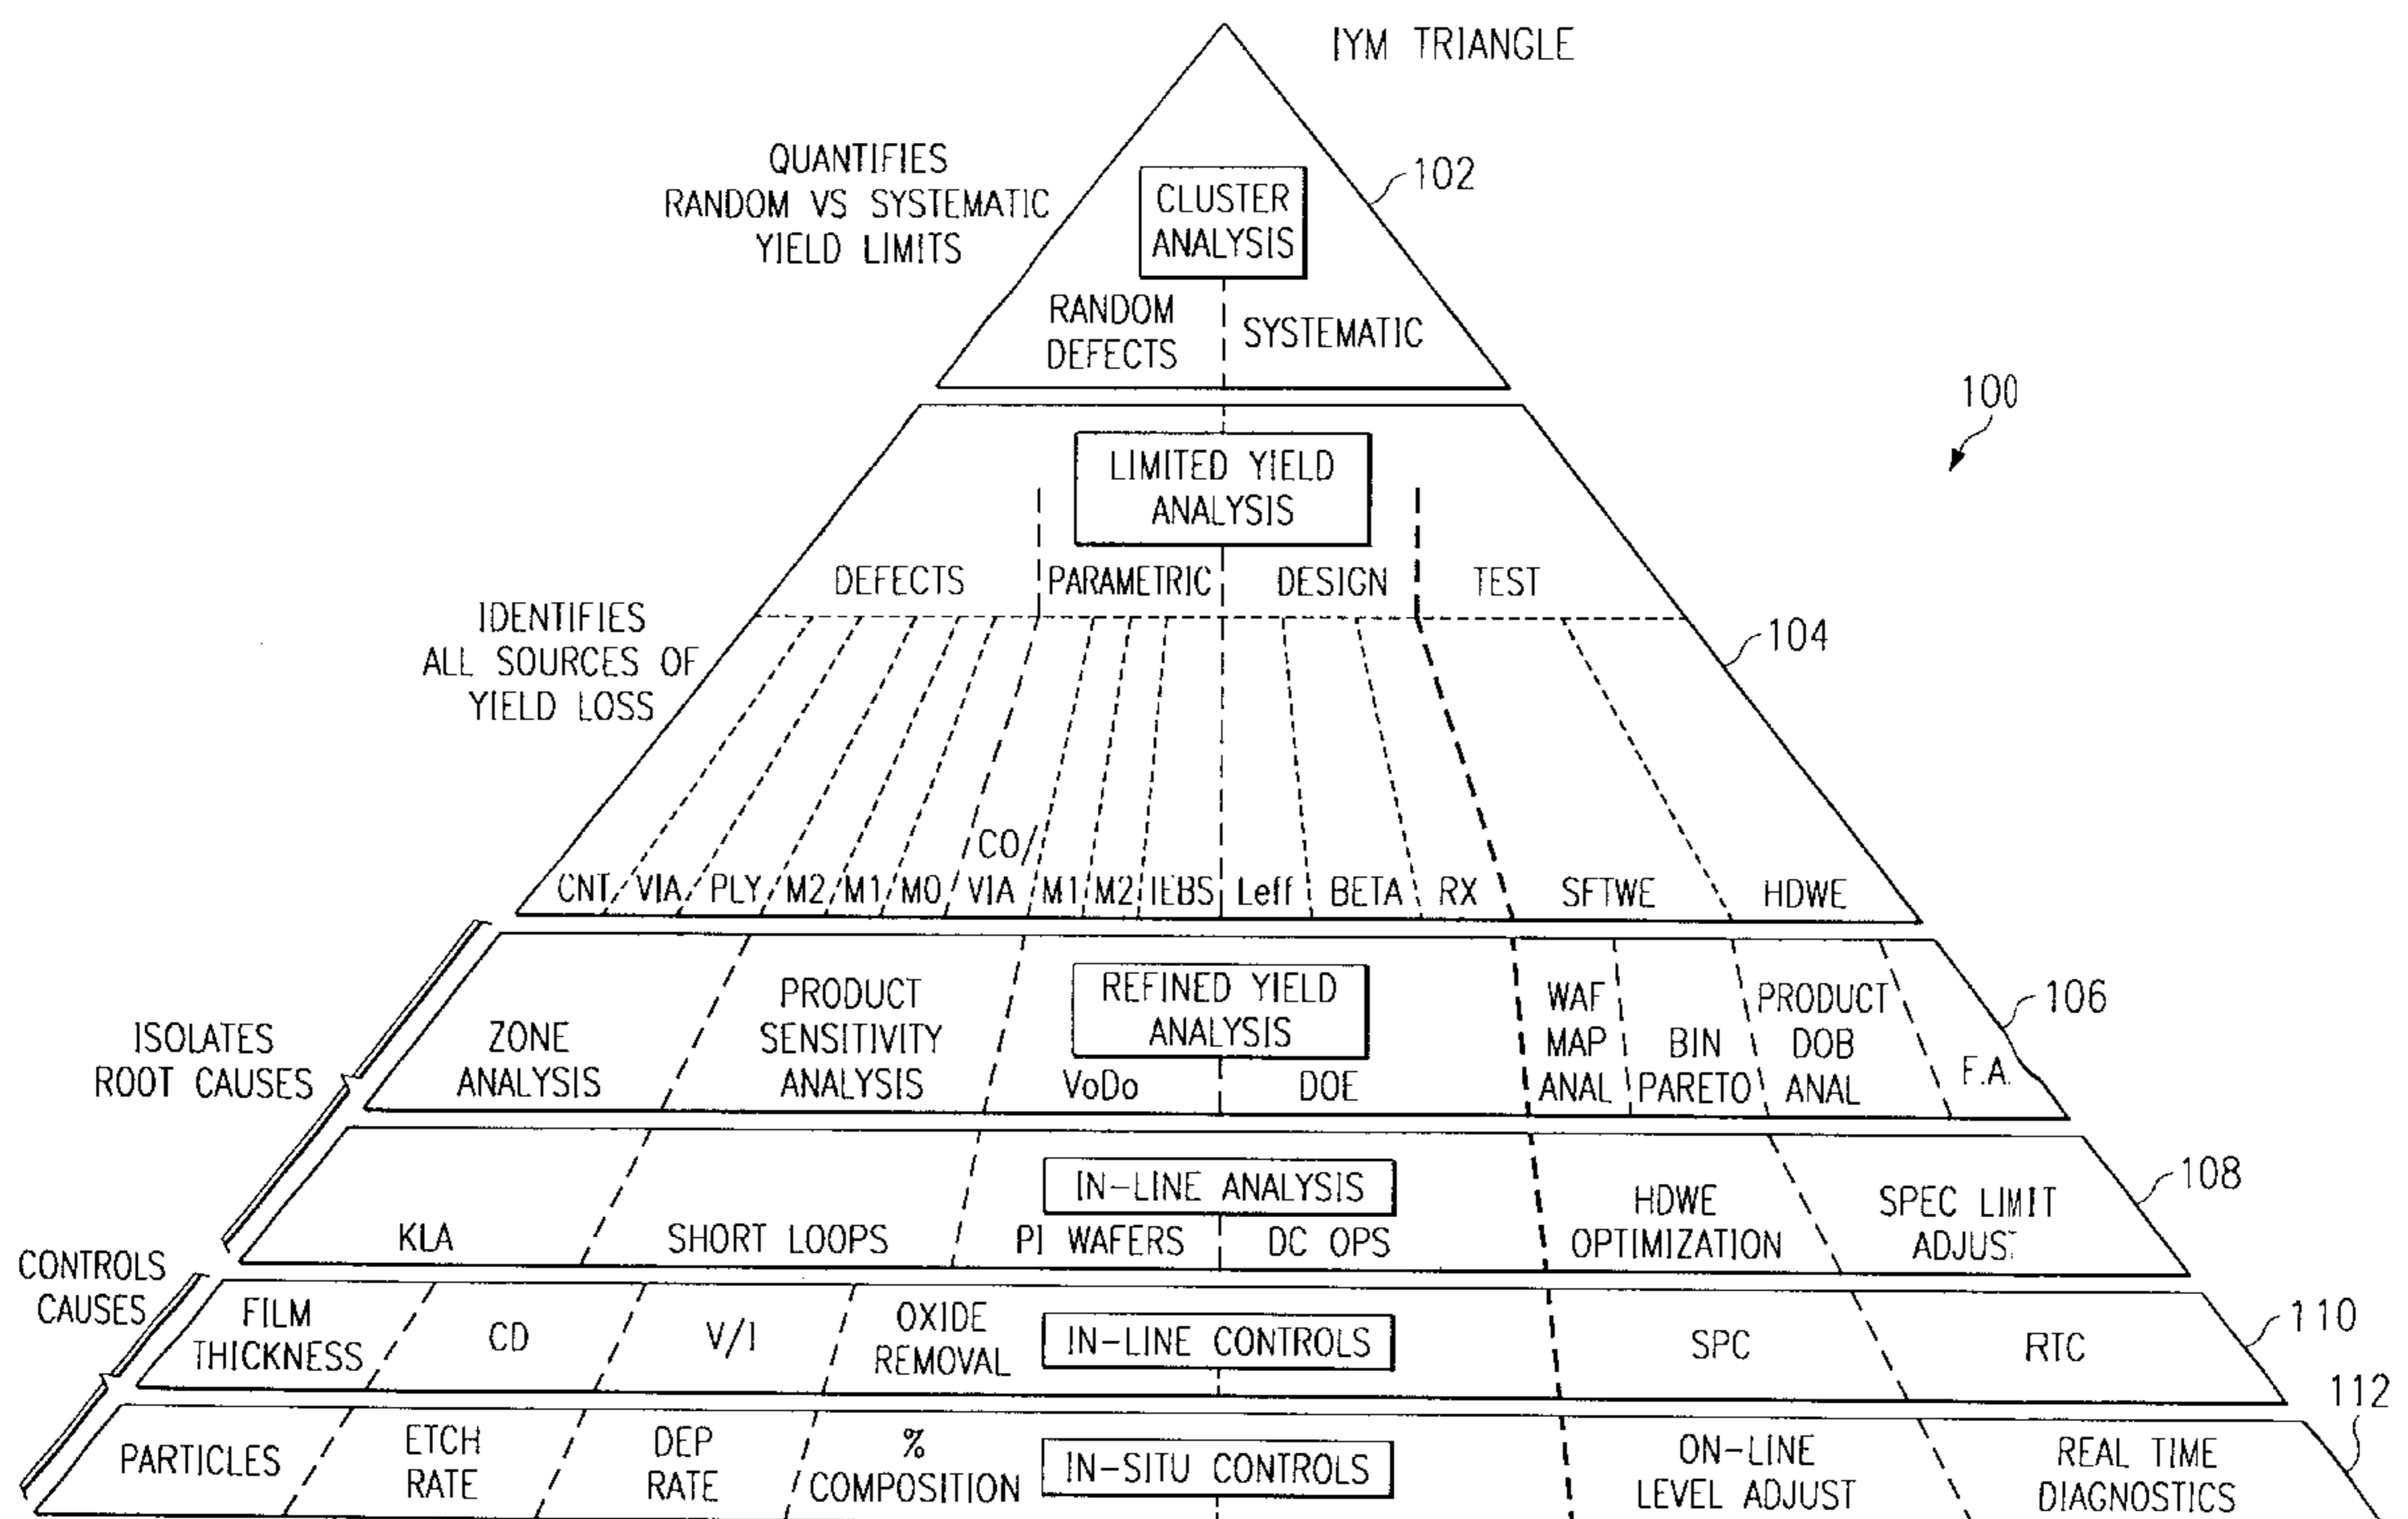 IYM TRIANGLE
QUANTIFIES
RANDOM VS SYSTEMATIC
YIELD LIMITS
CLUSTER
ANALYSIS
102
RANDOM
DEFECTS
SYSTEMATIC
100
LIMITED YIELD
ANALYSIS
DEFECTS
PARAMETRIC
DESIGN
TEST
IDENTIFIES
ALL SOURCES OF
YIELD LOSS
104
CNT
VIA
PLY
M2
M1
M0
CO/
VIA
M1
M2
IEBS
Leff
BETA
RX
SFTWE
HDWE
ISOLATES
ROOT CAUSES
ZONE
ANALYSIS
PRODUCT
SENSITIVITY
ANALYSIS
REFINED YIELD
ANALYSIS
VoDo
DOE
WAF
MAP
ANAL
BIN
PARETO
PRODUCT
DOB
ANAL
F.A.
106
KLA
SHORT LOOPS
IN-LINE ANALYSIS
PI WAFERS
DC OPS
HDWE
OPTIMIZATION
SPEC LIMIT
ADJUST
108
CONTROLS
CAUSES
FILM
THICKNESS
CD
V/I
OXIDE
REMOVAL
IN-LINE CONTROLS
SPC
RTC
110
PARTICLES
ETCH
RATE
DEP
RATE
%
COMPOSITION
IN-SITU CONTROLS
ON-LINE
LEVEL ADJUST
REAL TIME
DIAGNOSTICS
112